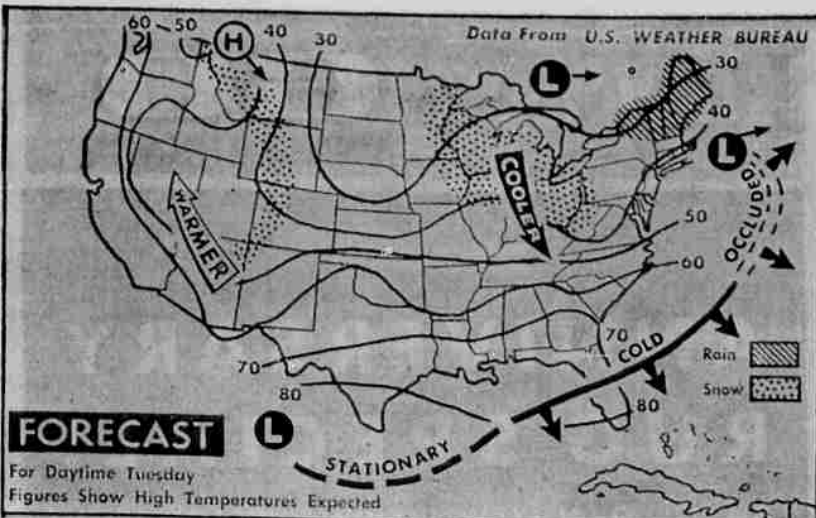 60
50
H
40
30
Data From U.S. WEATHER BUREAU
L
30
40
L
OCCLUDED
WARMER
COOLER
50
60
70
COLD
Rain
Snow
70
80
80
FORECAST
L
STATIONARY
For Daytime Tuesday
Figures Show High Temperatures Expected